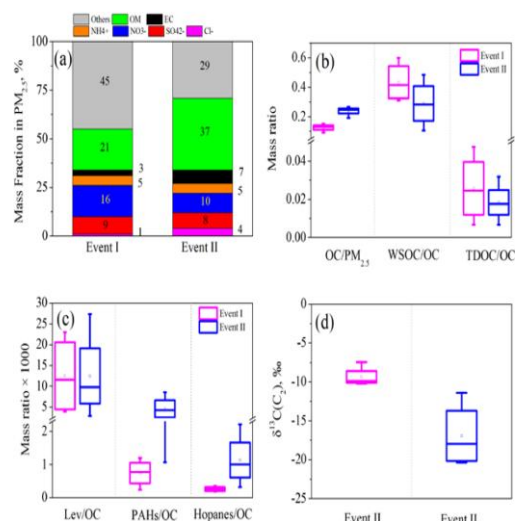 Others OM EC
NH4+ NO3- SO42- Cl-
(a)
Mass Fraction in PM2.5, %
100
75
50
25
0
45
21
3
5
16
9
1
29
37
7
5
10
8
4
Event I Event II
(b)
Event I
Event II
Mass ratio
0.6
0.4
0.2
0.04
0.02
0.00
OC/PM2.5 WSOC/OC TDOC/OC
(c)
Event I
Event II
Mass ratio × 1000
30
25
20
15
10
5
2
1
0
Lev/OC PAHs/OC Hopanes/OC
(d)
δ13C(C2), ‰
0
-5
-10
-15
-20
-25
Event II Event II